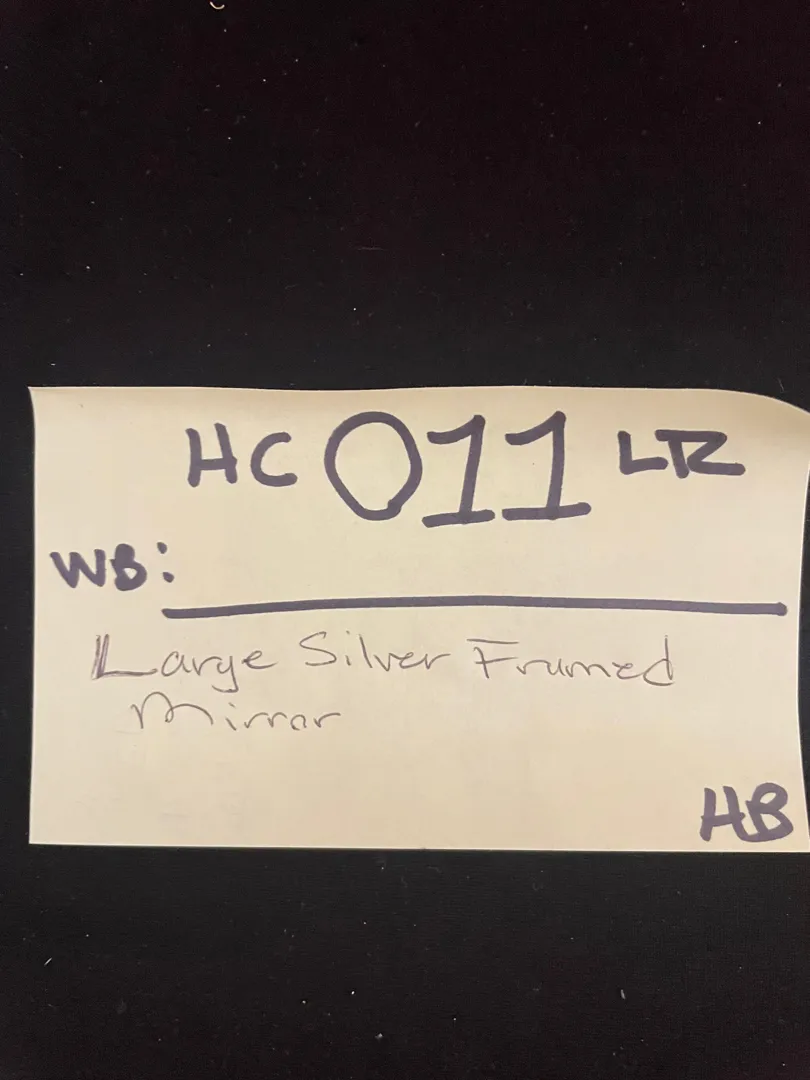 HC 011 LR
WB:
Large Silver Framed
Mirror
HB